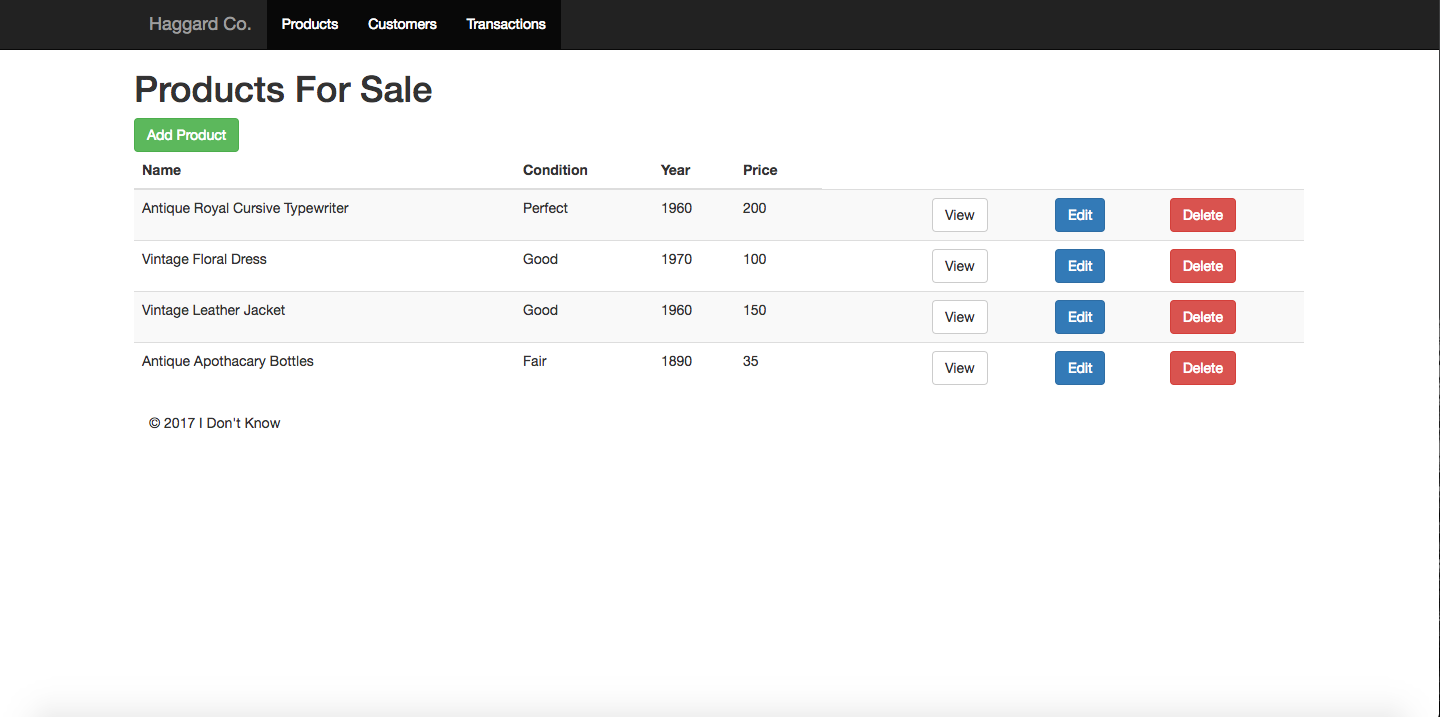 Haggard Co. Products Customers Transactions
Products For Sale
Add Product
Name Condition Year Price
Antique Royal Cursive Typewriter Perfect 1960 200 View Edit Delete
Vintage Floral Dress Good 1970 100 View Edit Delete
Vintage Leather Jacket Good 1960 150 View Edit Delete
Antique Apothacary Bottles Fair 1890 35 View Edit Delete
© 2017 I Don't Know